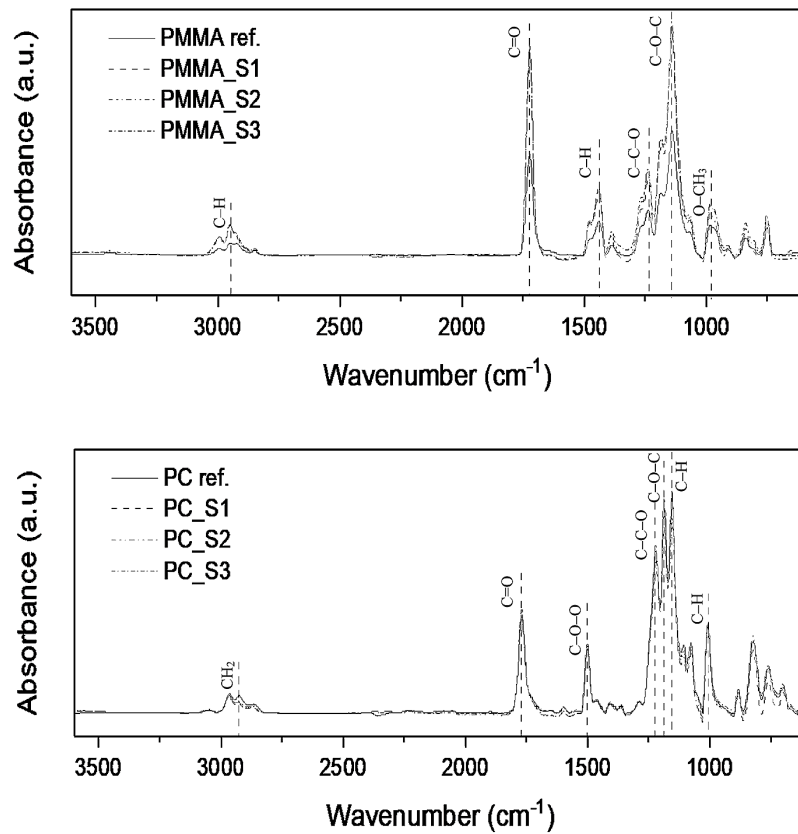 PMMA ref.
PMMA_S1
PMMA_S2
PMMA_S3
C–H
C=O
C–H
C–C–O
C–O–C
O–CH₃
Absorbance (a.u.)
3500 3000 2500 2000 1500 1000
Wavenumber (cm⁻¹)
PC ref.
PC_S1
PC_S2
PC_S3
CH₂
C=O
C–O–O
C–C–O
C–O–C
C–H
C–H
Absorbance (a.u.)
3500 3000 2500 2000 1500 1000
Wavenumber (cm⁻¹)